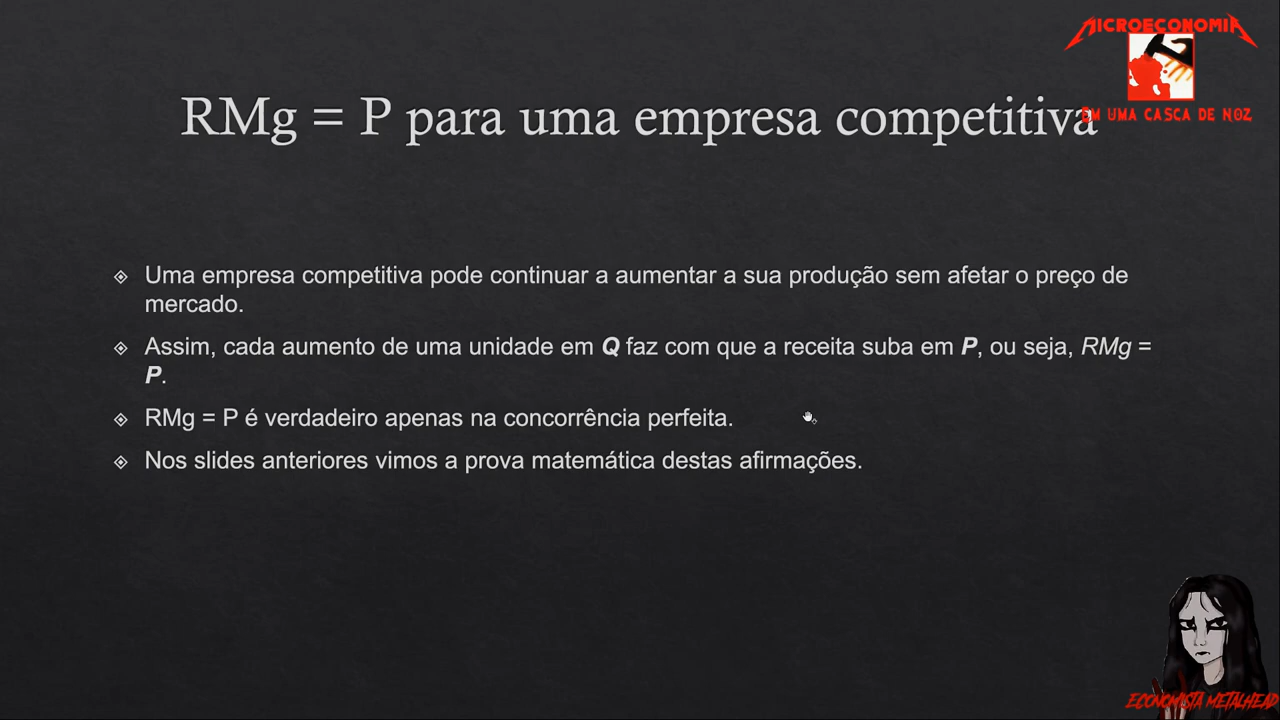 MICROECONOMIA
EM UMA CASCA DE NOZ
RMg = P para uma empresa competitiva
Uma empresa competitiva pode continuar a aumentar a sua produção sem afetar o preço de
mercado.
Assim, cada aumento de uma unidade em Q faz com que a receita suba em P, ou seja, RMg =
P.
RMg = P é verdadeiro apenas na concorrência perfeita.
Nos slides anteriores vimos a prova matemática destas afirmações.
ECONOMISTA METALHEAD